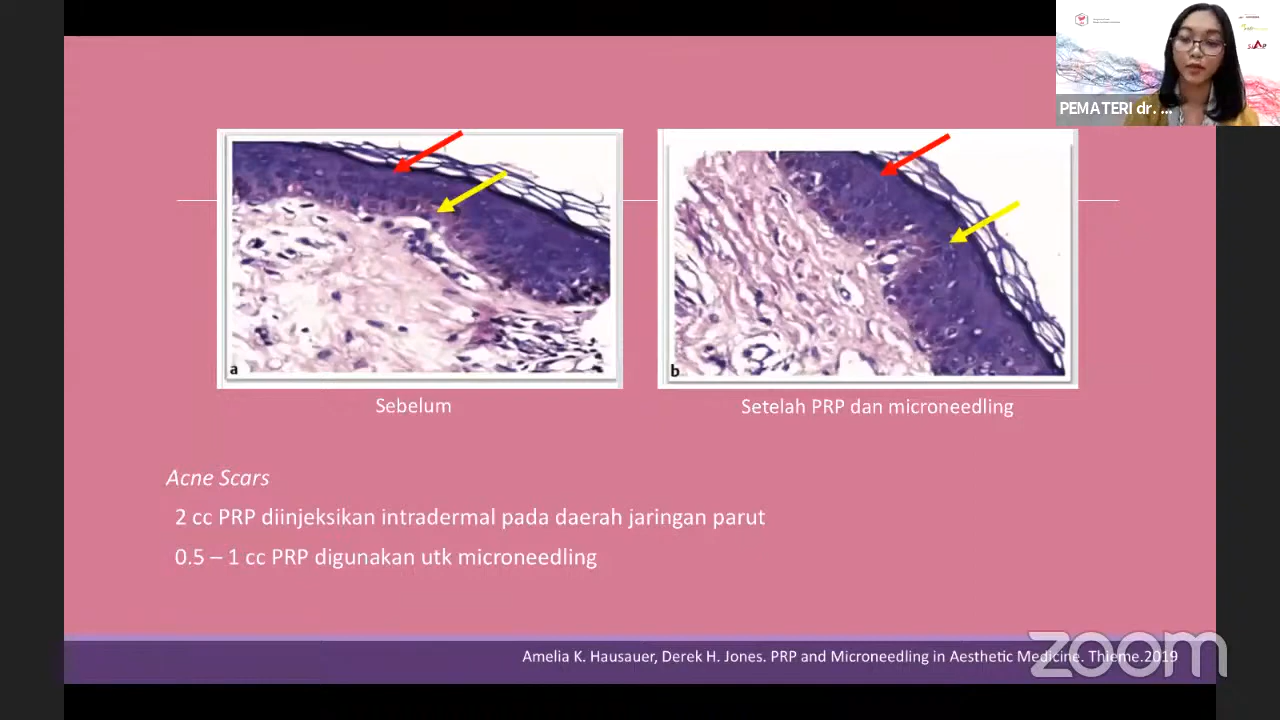 PEMATERI dr. ...
a
b
Sebelum
Setelah PRP dan microneedling
Acne Scars
2 cc PRP diinjeksikan intradermal pada daerah jaringan parut
0.5 – 1 cc PRP digunakan utk microneedling
Amelia K. Hausauer, Derek H. Jones. PRP and Microneedling in Aesthetic Medicine. Thieme.2019
zoom